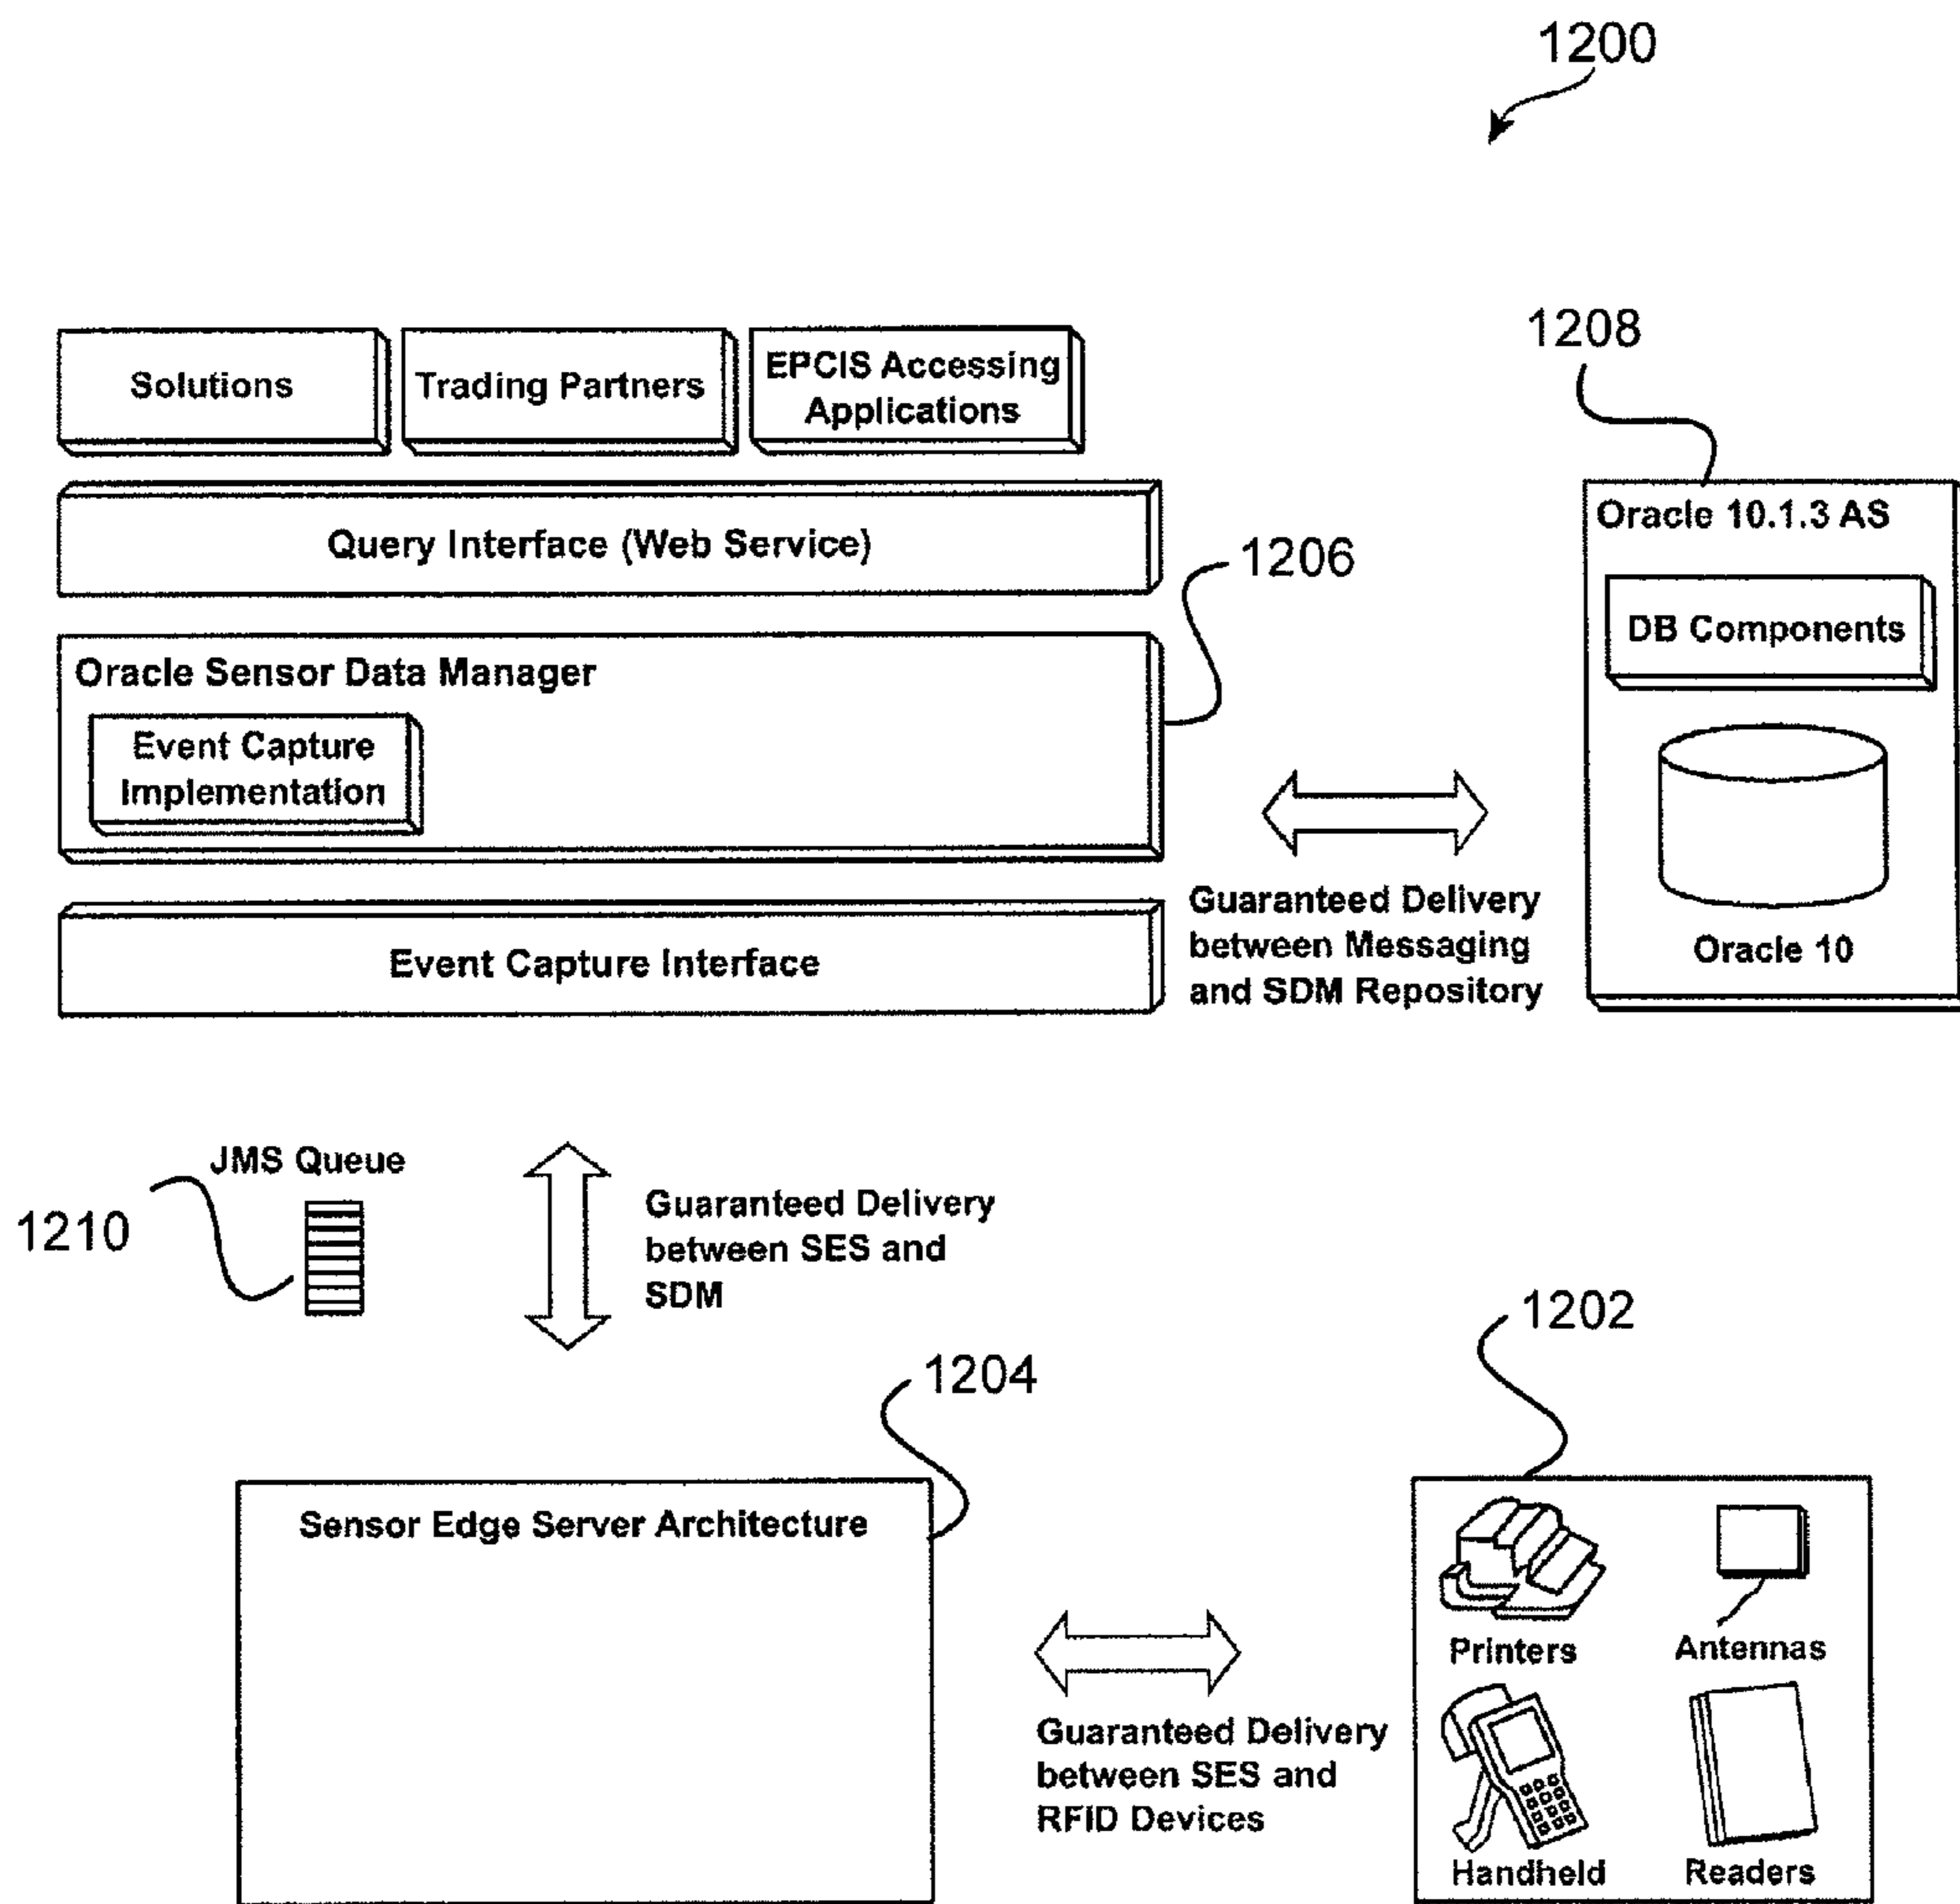 1200
Solutions
Trading Partners
EPCIS Accessing
Applications
1208
Query Interface (Web Service)
1206
Oracle 10.1.3 AS
DB Components
Oracle Sensor Data Manager
Event Capture
Implementation
Guaranteed Delivery
between Messaging
and SDM Repository
Oracle 10
Event Capture Interface
JMS Queue
1210
Guaranteed Delivery
between SES and
SDM
1204
1202
Sensor Edge Server Architecture
Printers
Antennas
Guaranteed Delivery
between SES and
RFID Devices
Handheld
Readers